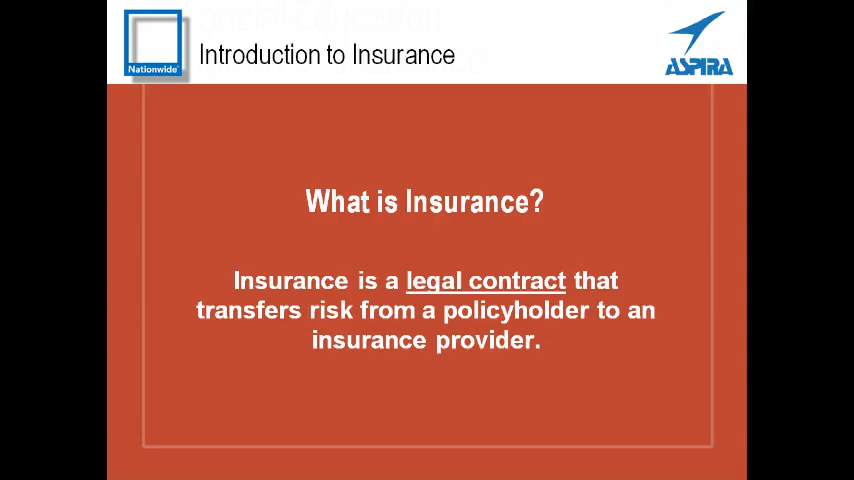 Nationwide®
Introduction to Insurance
ASPIRA
What is Insurance?
Insurance is a legal contract that
transfers risk from a policyholder to an
insurance provider.